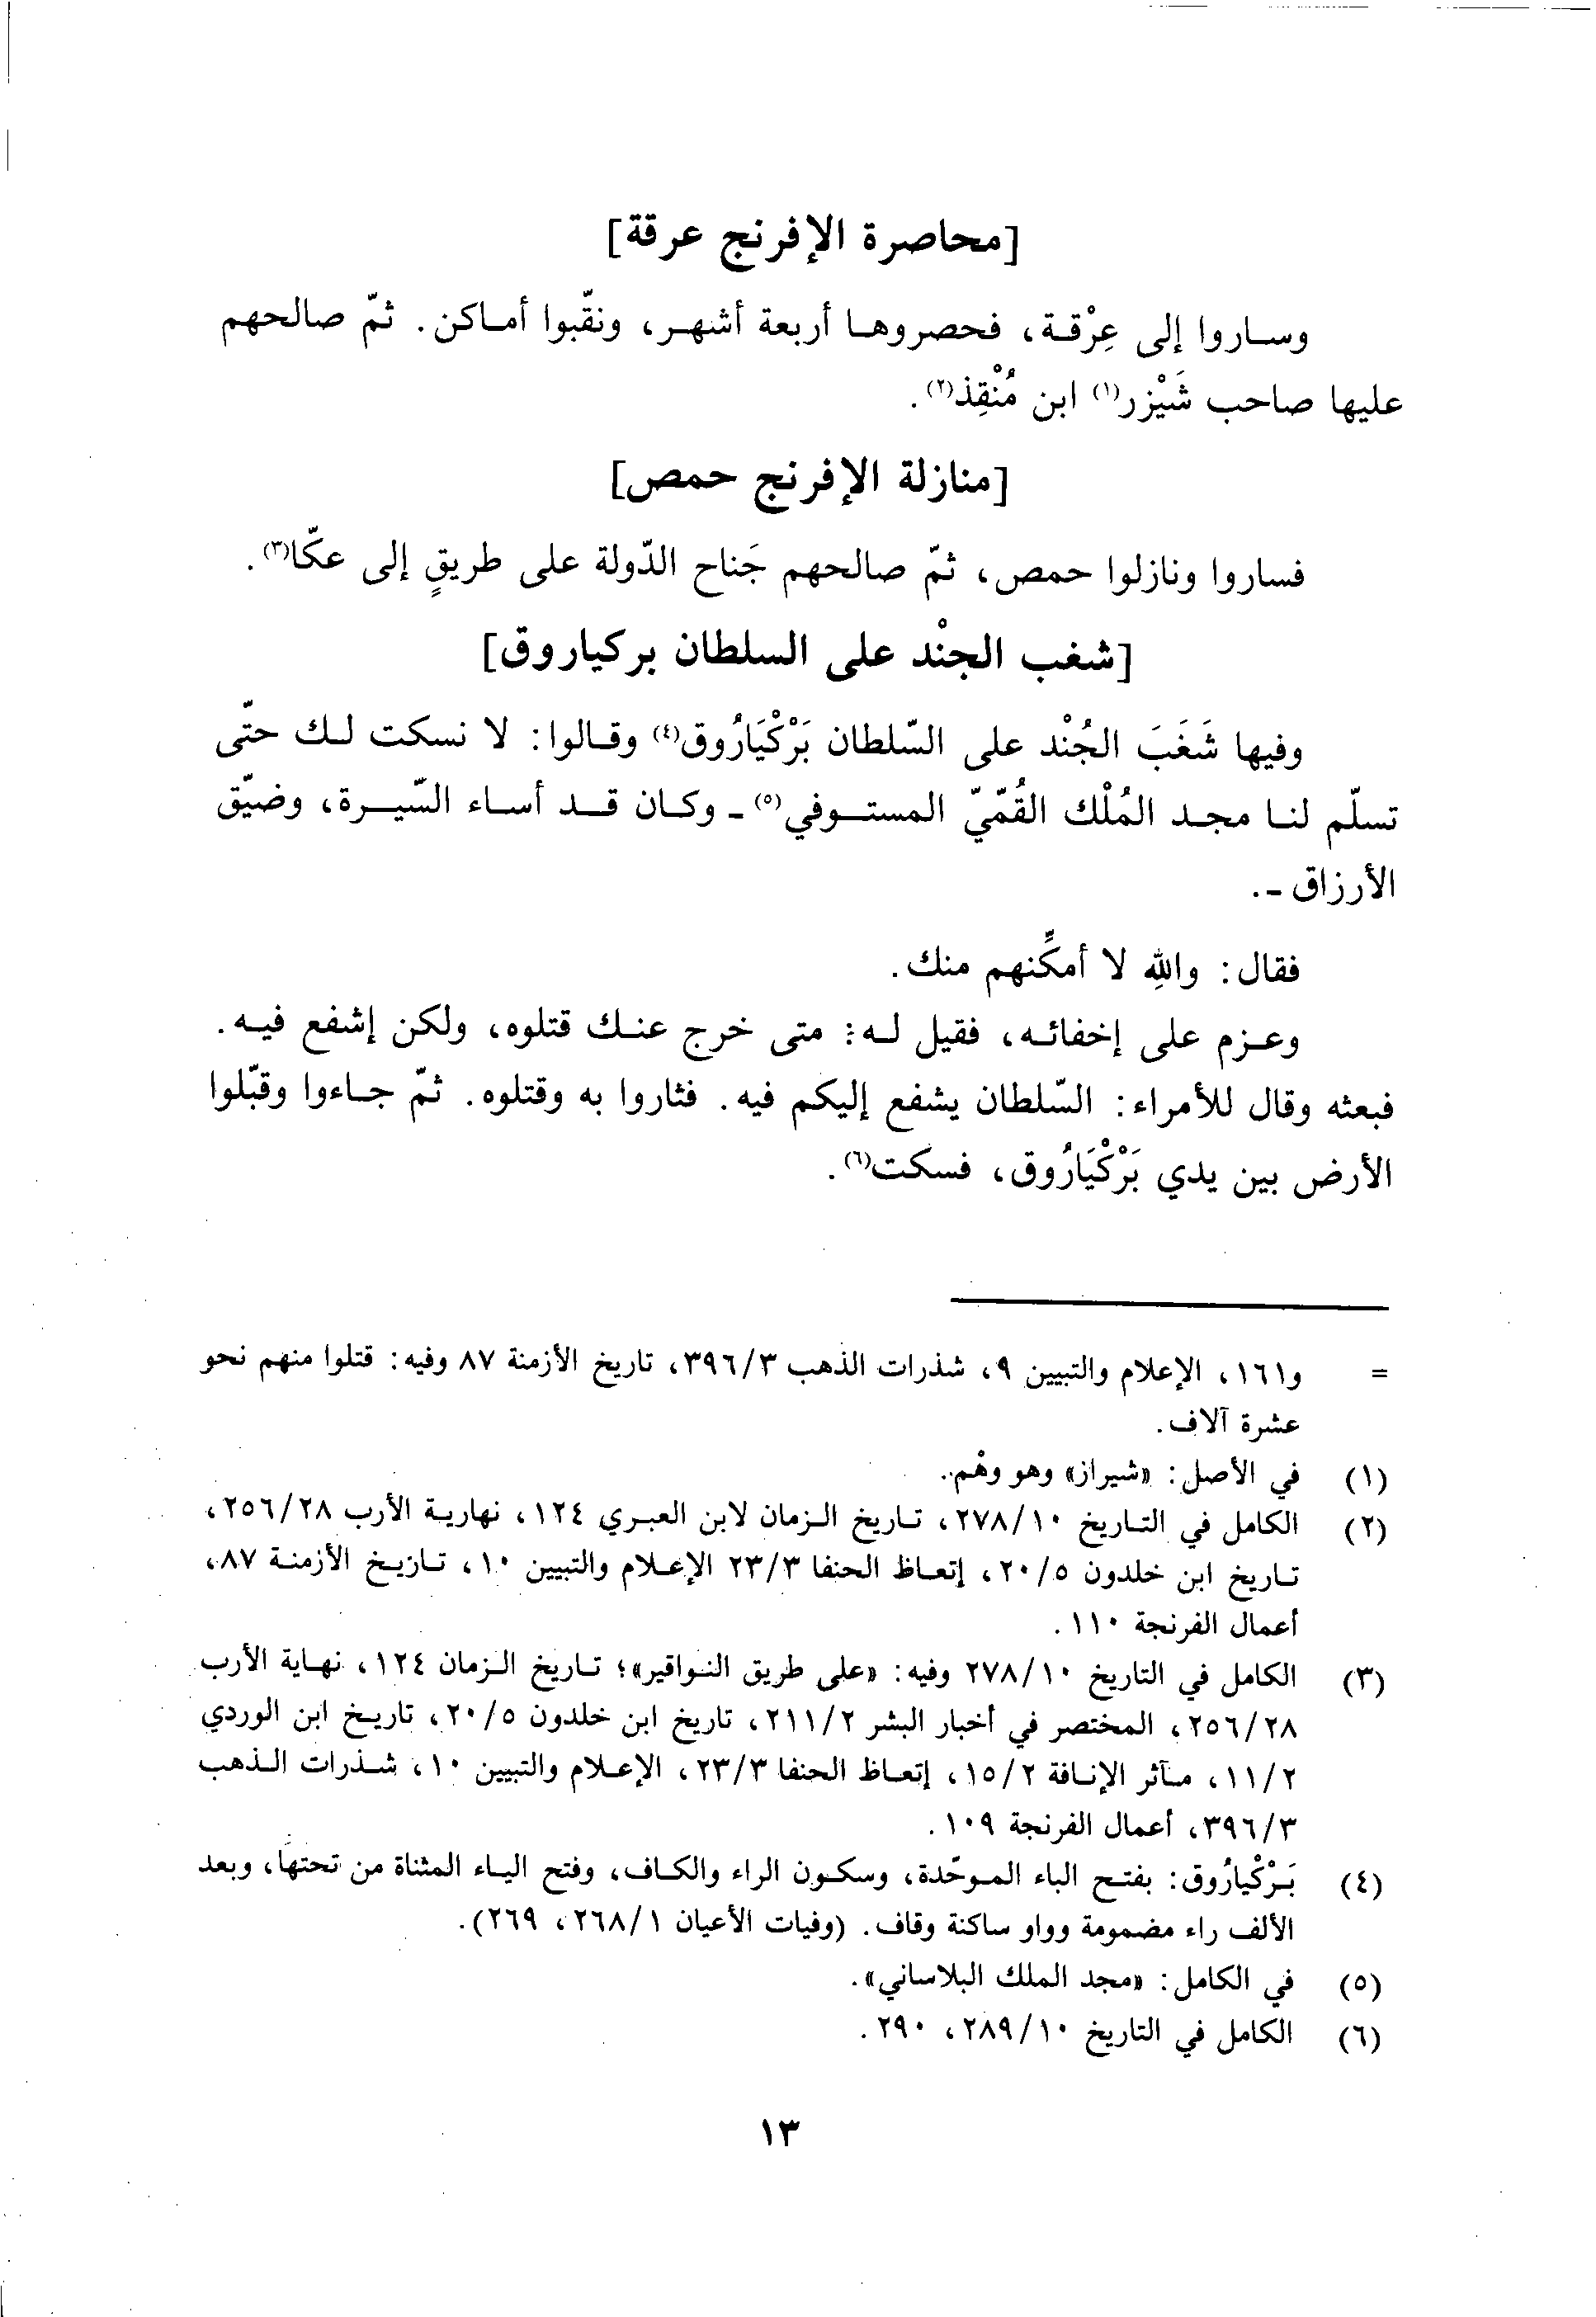 [محاصرة الإفرنج عرقة]
وساروا إلى عِرْقة، فحصروها أربعة أشهر، ونقّبوا أماكن. ثمّ صالحهم
عليها صاحب شَيْزر(١) ابن مُنْقِذ(٢).
[منازلة الإفرنج حمص]
فساروا ونازلوا حمص، ثمّ صالحهم جَناح الدّولة على طريقٍ إلى عكّا(٣).
[شغب الجنْد على السلطان بركياروق]
وفيها شَغَبَ الجُنْد على السّلطان بَرْكْيَارُوق(٤) وقالوا: لا نسكت لك حتّى
تسلّم لنا مجد المُلْك القُمّيّ المستوفي(٥) - وكان قد أساء السّيرة، وضيّق
الأرزاق -.
فقال: واللهِ لا أمكّنهم منك.
وعزم على إخفائه، فقيل له: متى خرج عنك قتلوه، ولكن إشفع فيه.
فبعثه وقال للأمراء: السّلطان يشفع إليكم فيه. فثاروا به وقتلوه. ثمّ جاءوا وقبّلوا
الأرض بين يدي بَرْكْيَارُوق، فسكت(٦).
= و١٦١، الإعلام والتبيين ٩، شذرات الذهب ٣/٣٩٦، تاريخ الأزمنة ٨٧ وفيه: قتلوا منهم نحو
عشرة آلاف.
(١) في الأصل: «شيراز» وهو وهْم.
(٢) الكامل في التاريخ ١٠/٢٧٨، تاريخ الزمان لابن العبري ١٢٤، نهارية الأرب ٢٨/٢٥٦،
تاريخ ابن خلدون ٥/٢٠، إتعاظ الحنفا ٣/٢٣ الإعلام والتبيين ١٠، تاريخ الأزمنة ٨٧،
أعمال الفرنجة ١١٠.
(٣) الكامل في التاريخ ١٠/٢٧٨ وفيه: «على طريق النواقير»؛ تاريخ الزمان ١٢٤، نهاية الأرب
٢٨/٢٥٦، المختصر في أخبار البشر ٢/٢١١، تاريخ ابن خلدون ٥/٢٠، تاريخ ابن الوردي
٢/١١، مآثر الإنافة ٢/١٥، إتعاظ الحنفا ٣/٢٣، الإعلام والتبيين ١٠، شذرات الذهب
٣/٣٩٦، أعمال الفرنجة ١٠٩.
(٤) بَرْكْيارُوق: بفتح الباء الموحّدة، وسكون الراء والكاف، وفتح الياء المثناة من تحتها، وبعد
الألف راء مضمومة وواو ساكنة وقاف. (وفيات الأعيان ١/٢٦٨، ٢٦٩).
(٥) في الكامل: «مجد الملك البلاساني».
(٦) الكامل في التاريخ ١٠/٢٨٩، ٢٩٠.
١٣